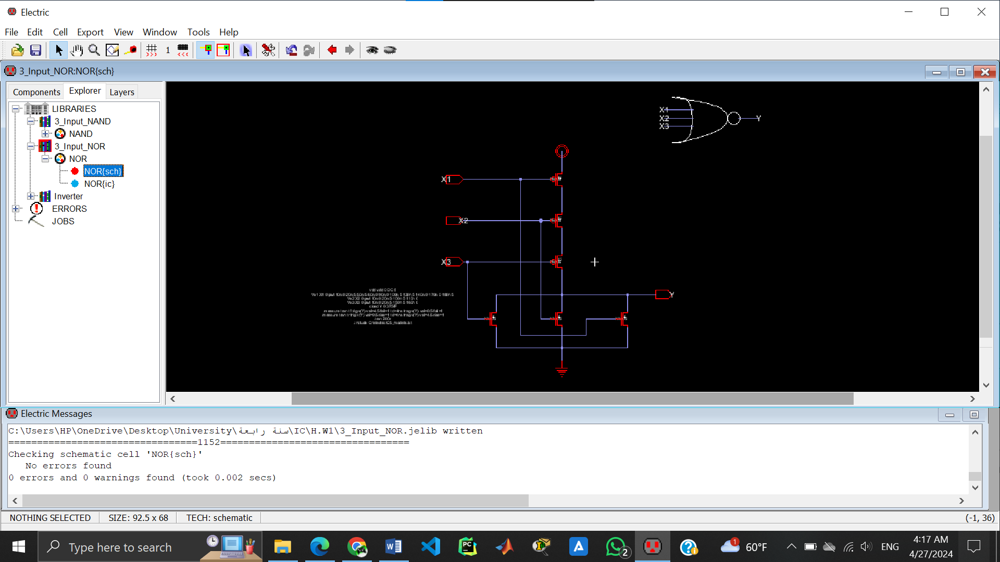 Electric
File Edit Cell Export View Window Tools Help
1
3_Input_NOR:NOR{sch}
Components Explorer Layers
LIBRARIES
3_Input_NAND
NAND
3_Input_NOR
NOR
NOR{sch}
NOR{ic}
Inverter
ERRORS
JOBS
X1
X2
X3
Y
X1
X2
X3
Y
Electric Messages
C:\Users\HP\OneDrive\Desktop\University\سنة رابعة\IC\H.W1\3_Input_NOR.jelib written
=================================1152=================================
Checking schematic cell 'NOR{sch}'
No errors found
0 errors and 0 warnings found (took 0.002 secs)
NOTHING SELECTED SIZE: 92.5 x 68 TECH: schematic (-1, 36)
Type here to search
PC
A
2
1
60°F
ENG
4:17 AM
4/27/2024